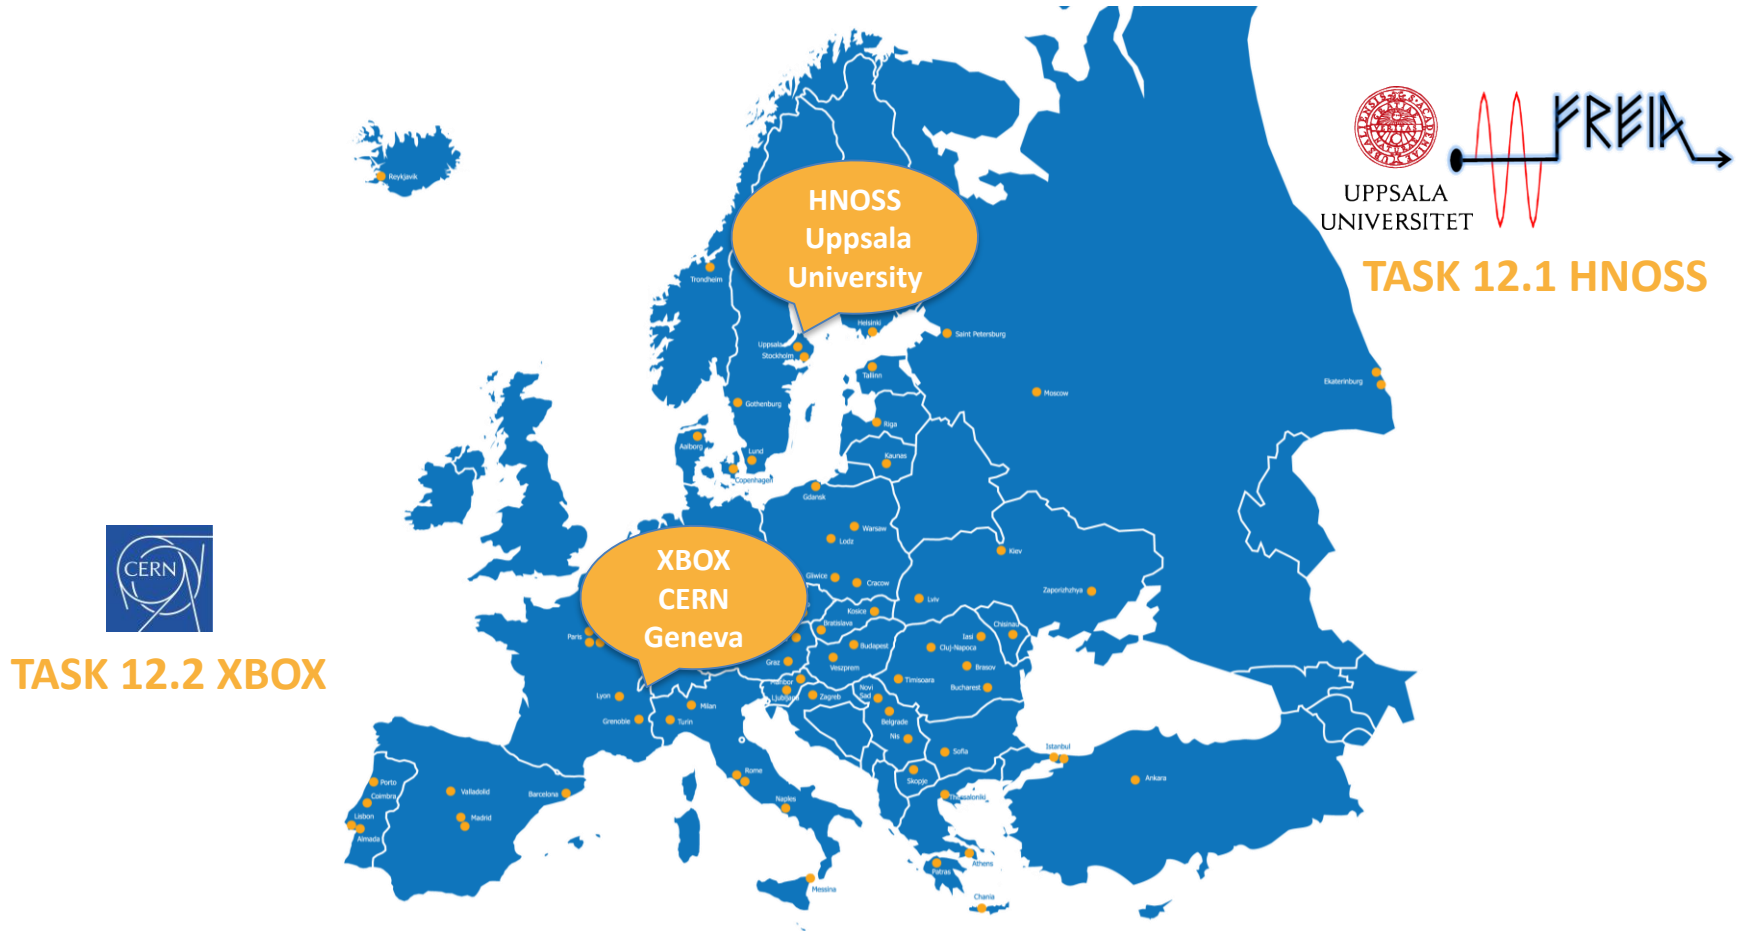 FREIA
UPPSALA
UNIVERSITET
TASK 12.1 HNOSS
HNOSS
Uppsala
University
CERN
TASK 12.2 XBOX
XBOX
CERN
Geneva
Reykjavik
Trondheim
Helsinki
Saint Petersburg
Uppsala
Stockholm
Tallinn
Ekaterinburg
Moscow
Gothenburg
Riga
Aalborg
Lund
Kaunas
Copenhagen
Gdansk
Warsaw
Lodz
Kiev
Gliwice
Cracow
Zaporizhzhya
Lviv
Kosice
Bratislava
Chisinau
Paris
Iasi
Budapest
Cluj-Napoca
Graz
Veszprem
Brasov
Maribor
Timisoara
Novi
Sad
Bucharest
Lyon
Ljubljana
Zagreb
Milan
Grenoble
Turin
Belgrade
Nis
Sofia
Istanbul
Rome
Skopje
Ankara
Porto
Valladolid
Barcelona
Coimbra
Naples
Thessaloniki
Lisbon
Madrid
Almada
Athens
Patras
Messina
Chania